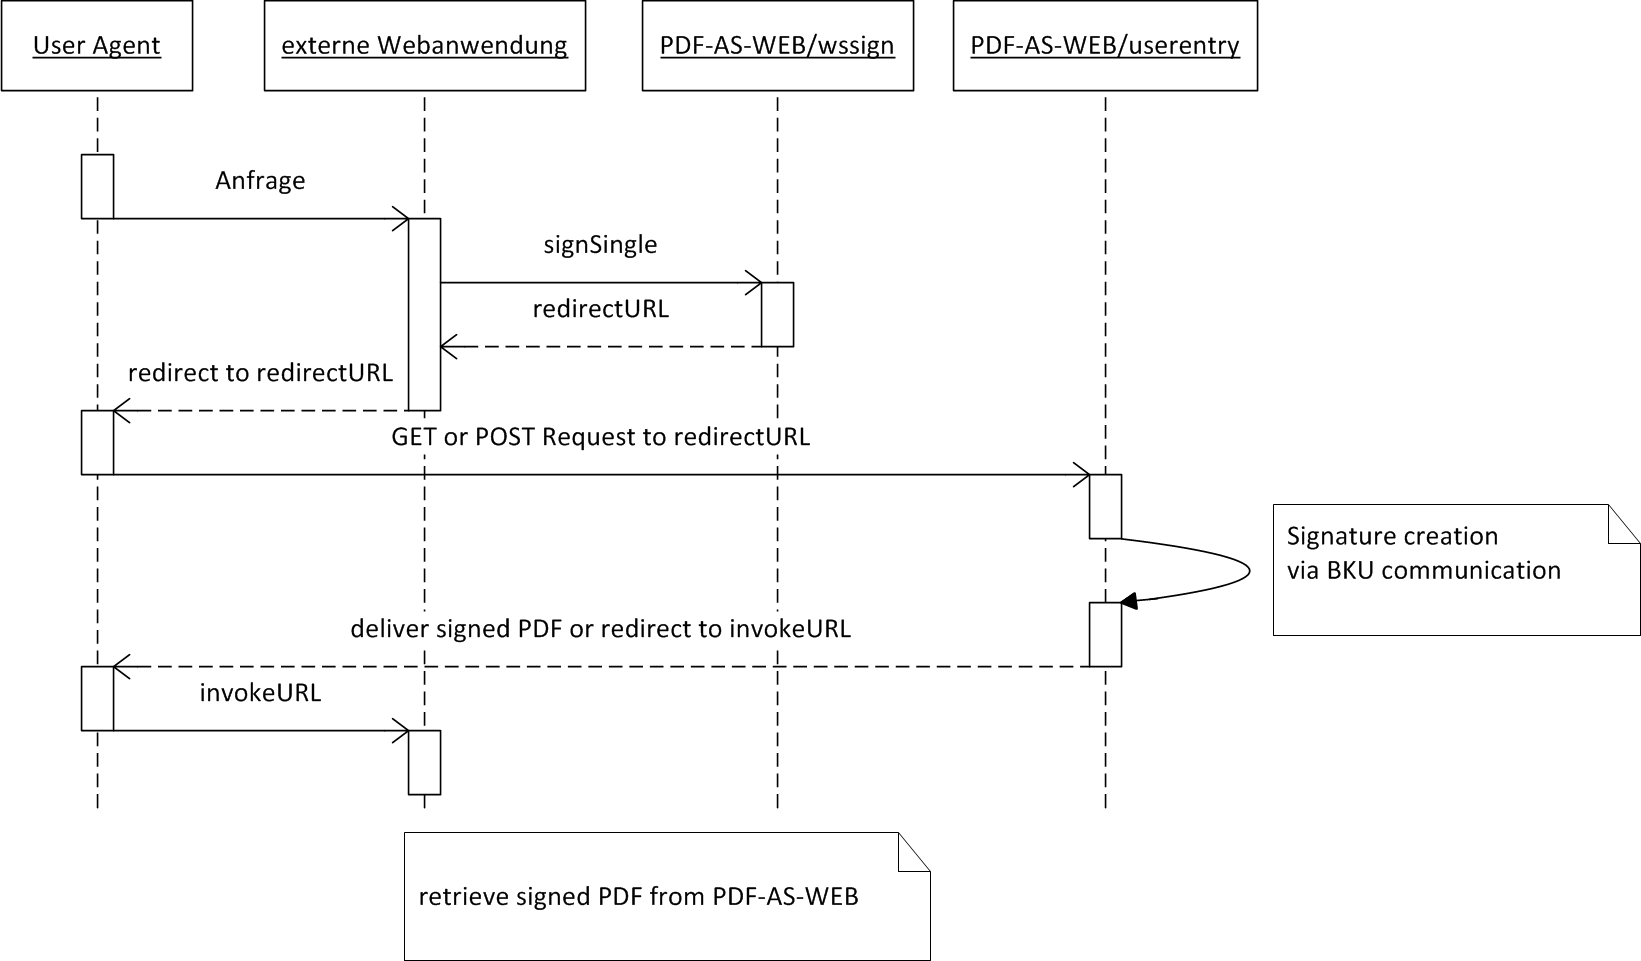 User Agent
externe Webanwendung
PDF-AS-WEB/wssign
PDF-AS-WEB/userentry
Anfrage
signSingle
redirectURL
redirect to redirectURL
GET or POST Request to redirectURL
Signature creation
via BKU communication
deliver signed PDF or redirect to invokeURL
invokeURL
retrieve signed PDF from PDF-AS-WEB